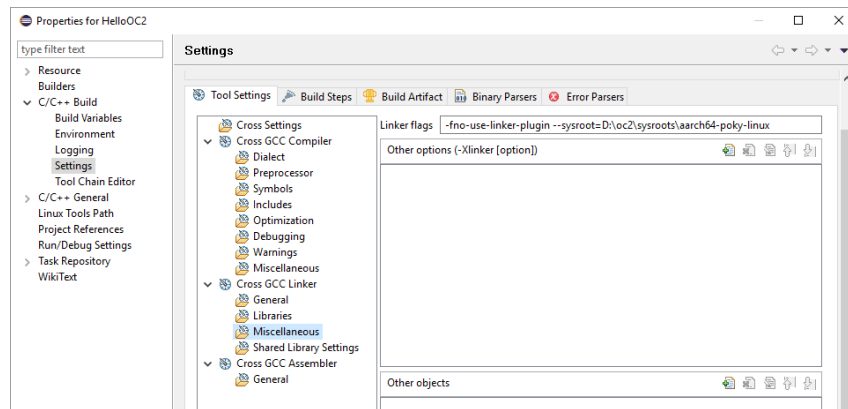 Properties for HelloOC2
type filter text
Settings
Resource
Builders
C/C++ Build
Build Variables
Environment
Logging
Settings
Tool Chain Editor
C/C++ General
Linux Tools Path
Project References
Run/Debug Settings
Task Repository
WikiText
Tool Settings
Build Steps
Build Artifact
Binary Parsers
Error Parsers
Cross Settings
Cross GCC Compiler
Dialect
Preprocessor
Symbols
Includes
Optimization
Debugging
Warnings
Miscellaneous
Cross GCC Linker
General
Libraries
Miscellaneous
Shared Library Settings
Cross GCC Assembler
General
Linker flags -fno-use-linker-plugin --sysroot=D:\oc2\sysroots\aarch64-poky-linux
Other options (-Xlinker [option])
Other objects